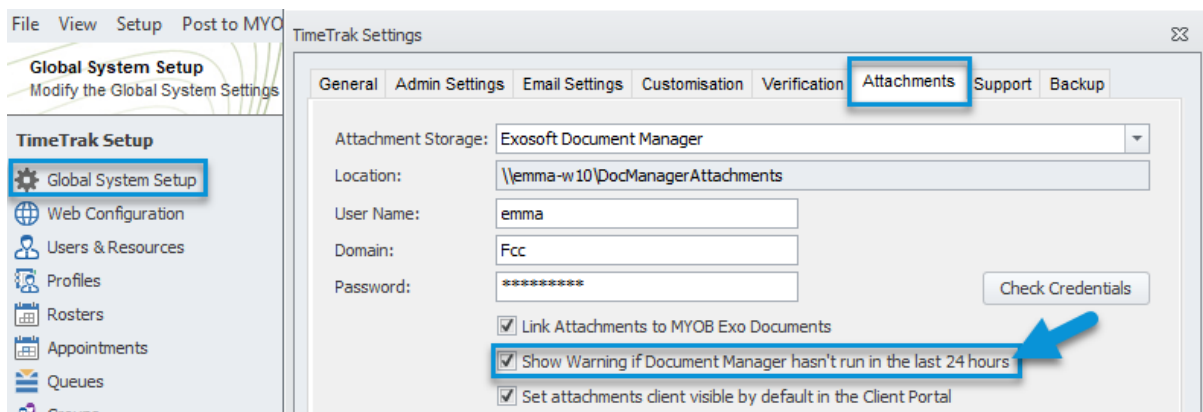 File View Setup Post to MYO
Global System Setup
Modify the Global System Settings
TimeTrak Setup
Global System Setup
Web Configuration
Users & Resources
Profiles
Rosters
Appointments
Queues
TimeTrak Settings
General Admin Settings Email Settings Customisation Verification Attachments Support Backup
Attachment Storage: Exosoft Document Manager
Location: \\emma-w10\DocManagerAttachments
User Name: emma
Domain: Fcc
Password: *********
Check Credentials
Link Attachments to MYOB Exo Documents
Show Warning if Document Manager hasn't run in the last 24 hours
Set attachments client visible by default in the Client Portal